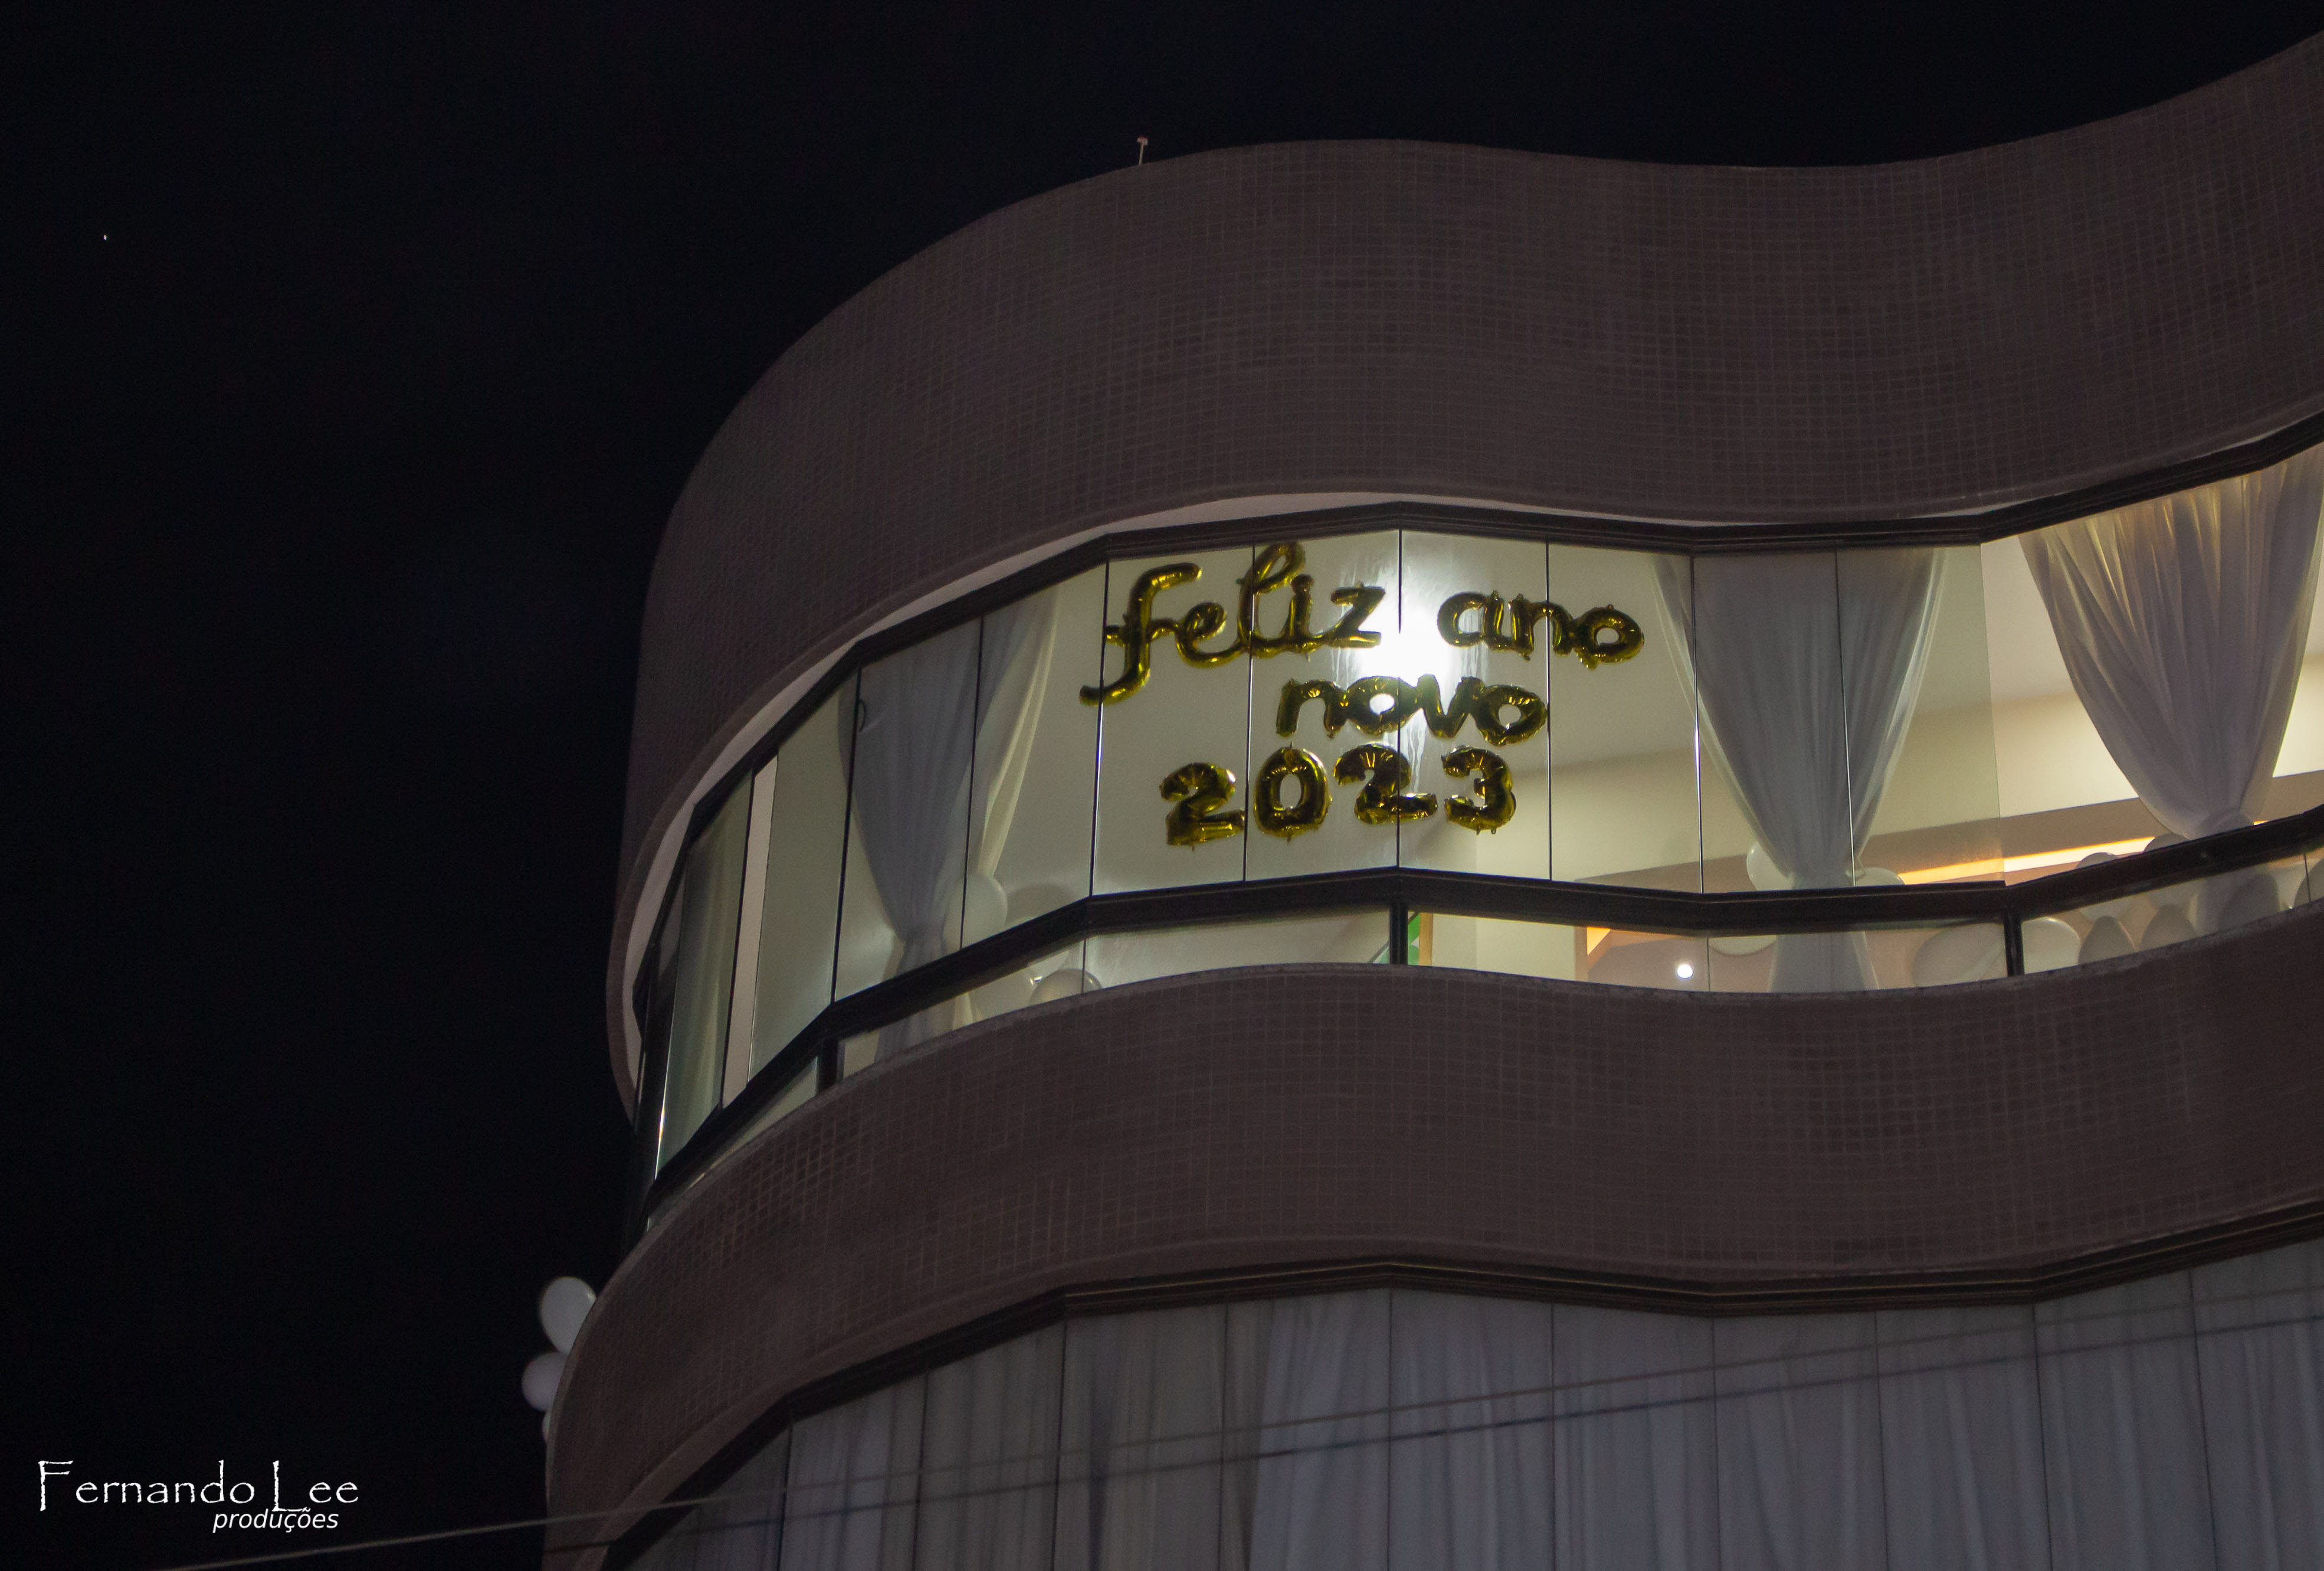 feliz ano
novo
2023
Fernando Lee
produções